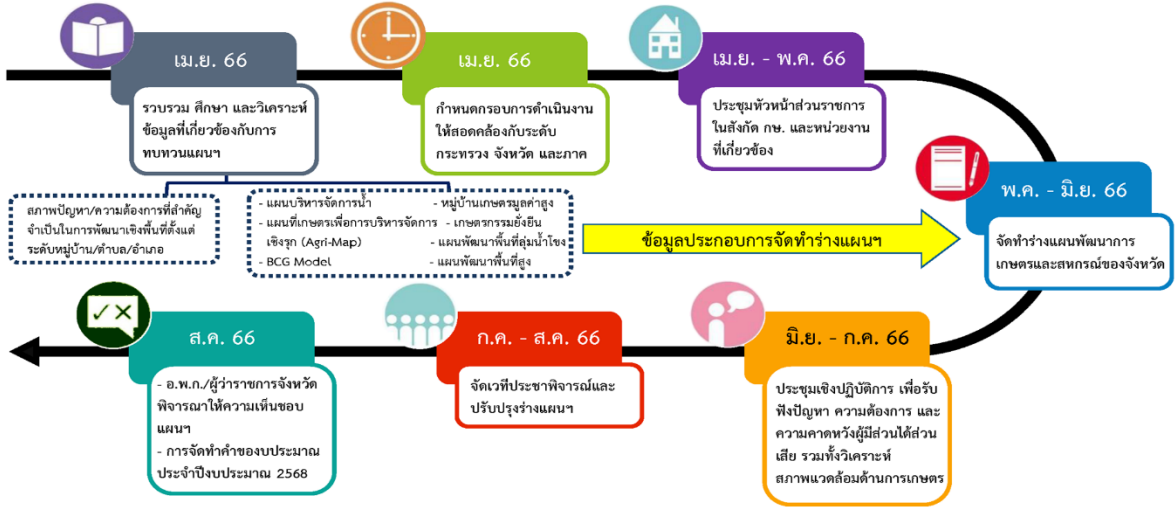 เม.ย. 66
รวบรวม ศึกษา และวิเคราะห์
ข้อมูลที่เกี่ยวข้องกับการ
ทบทวนแผนฯ
เม.ย. 66
กำหนดกรอบการดำเนินงาน
ให้สอดคล้องกับระดับ
กระทรวง จังหวัด และภาค
เม.ย. - พ.ค. 66
ประชุมหัวหน้าส่วนราชการ
ในสังกัด กษ. และหน่วยงาน
ที่เกี่ยวข้อง
สภาพปัญหา/ความต้องการที่สำคัญ
จำเป็นในการพัฒนาเชิงพื้นที่ตั้งแต่
ระดับหมู่บ้าน/ตำบล/อำเภอ
- แผนบริหารจัดการน้ำ
- แผนที่เกษตรเพื่อการบริหารจัดการ
เชิงรุก (Agri-Map)
- BCG Model
- หมู่บ้านเกษตรมูลค่าสูง
- เกษตรกรรมยั่งยืน
- แผนพัฒนาพื้นที่ลุ่มน้ำโขง
- แผนพัฒนาพื้นที่สูง
ข้อมูลประกอบการจัดทำร่างแผนฯ
พ.ค. - มิ.ย. 66
จัดทำร่างแผนพัฒนาการ
เกษตรและสหกรณ์ของจังหวัด
มิ.ย. - ก.ค. 66
ประชุมเชิงปฏิบัติการ เพื่อรับ
ฟังปัญหา ความต้องการ และ
ความคาดหวังผู้มีส่วนได้ส่วน
เสีย รวมทั้งวิเคราะห์
สภาพแวดล้อมด้านการเกษตร
ก.ค. - ส.ค. 66
จัดเวทีประชาพิจารณ์และ
ปรับปรุงร่างแผนฯ
ส.ค. 66
- อ.พ.ก./ผู้ว่าราชการจังหวัด
พิจารณาให้ความเห็นชอบ
แผนฯ
- การจัดทำคำของบประมาณ
ประจำปีงบประมาณ 2568